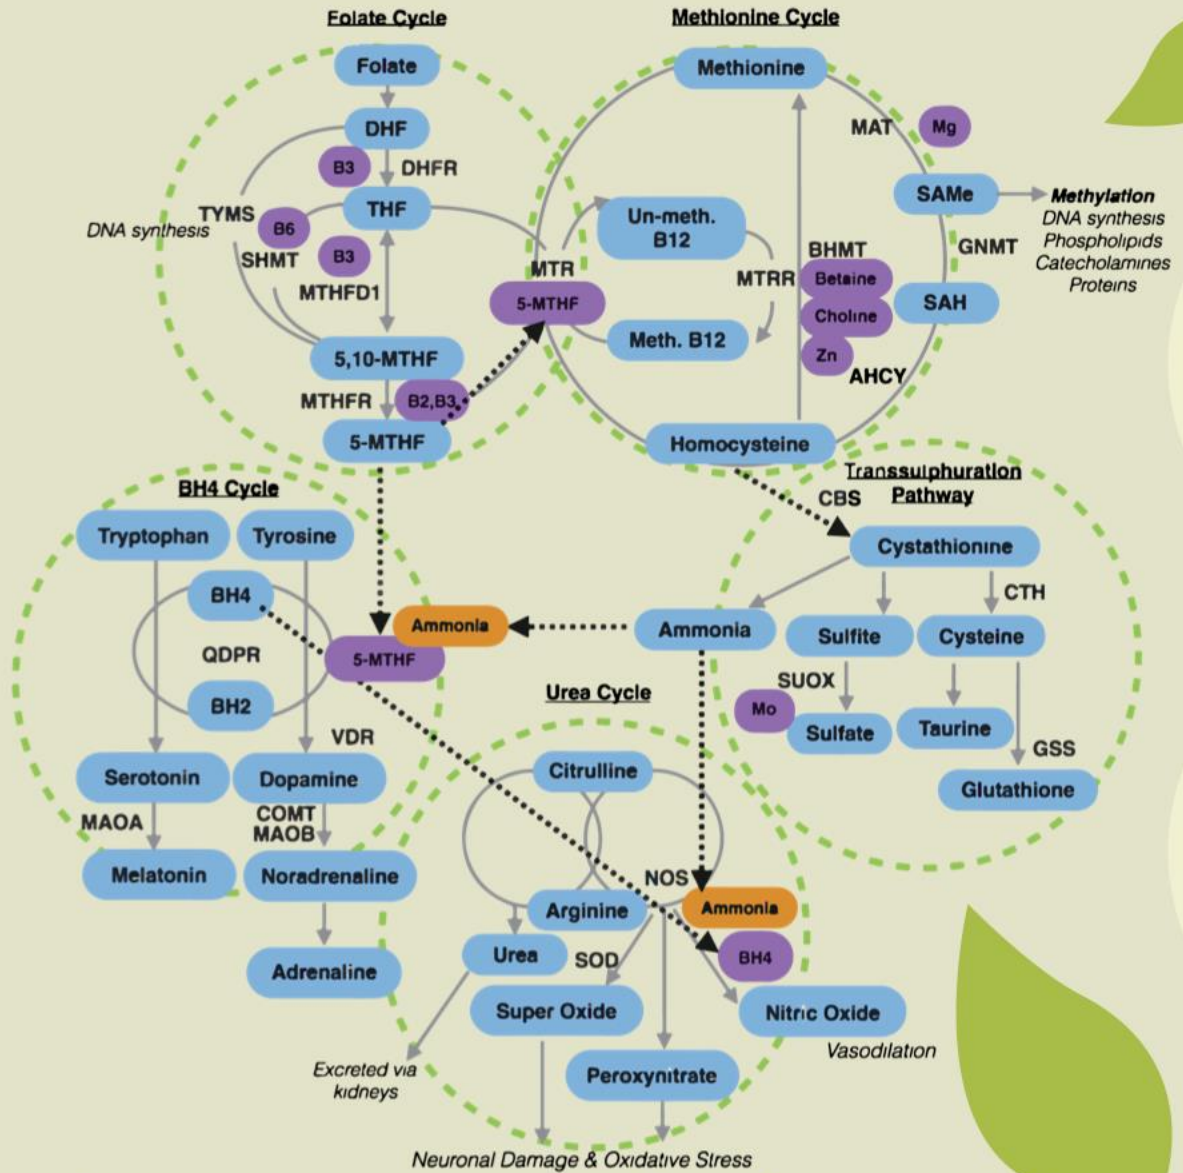 Folate Cycle
Folate
DHF
B3
DHFR
TYMS
THF
DNA synthesis
B6
SHMT
B3
MTHFD1
5,10-MTHF
MTHFR
B2,B3
5-MTHF
Methionine Cycle
Methionine
MAT
Mg
SAMe
Methylation
DNA synthesis
Phospholipids
Catecholamines
Proteins
Un-meth.
B12
MTR
5-MTHF
MTRR
Meth. B12
BHMT
Betaine
Choline
Zn
GNMT
SAH
AHCY
Homocysteine
BH4 Cycle
Tryptophan
Tyrosine
BH4
QDPR
BH2
Ammonia
5-MTHF
VDR
Serotonin
Dopamine
MAOA
COMT
MAOB
Melatonin
Noradrenaline
Adrenaline
Transsulphuration
Pathway
CBS
Cystathionine
CTH
Ammonia
Sulfite
Cysteine
SUOX
Mo
Sulfate
Taurine
GSS
Glutathione
Urea Cycle
Citrulline
NOS
Arginine
Ammonia
Urea
SOD
BH4
Super Oxide
Nitric Oxide
Vasodilation
Excreted via
kidneys
Peroxynitrate
Neuronal Damage & Oxidative Stress